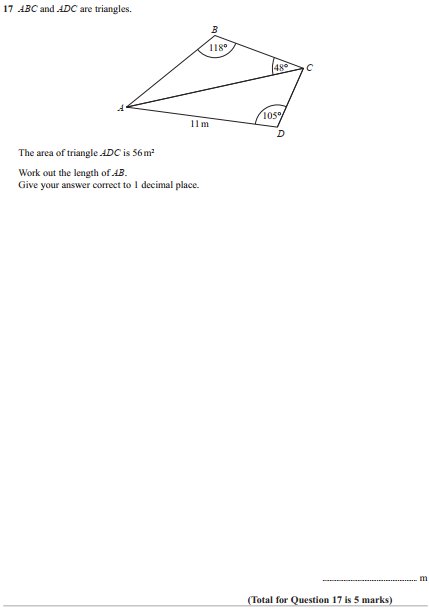 17 ABC and ADC are triangles.
B
118°
48°
C
A
105°
11 m
D
The area of triangle ADC is 56 m²
Work out the length of AB.
Give your answer correct to 1 decimal place.
.......................................... m
(Total for Question 17 is 5 marks)